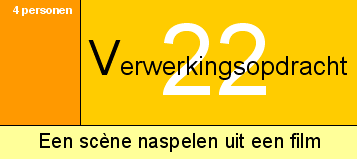 4 personen
22
Verwerkingsopdracht
Een scène naspelen uit een film